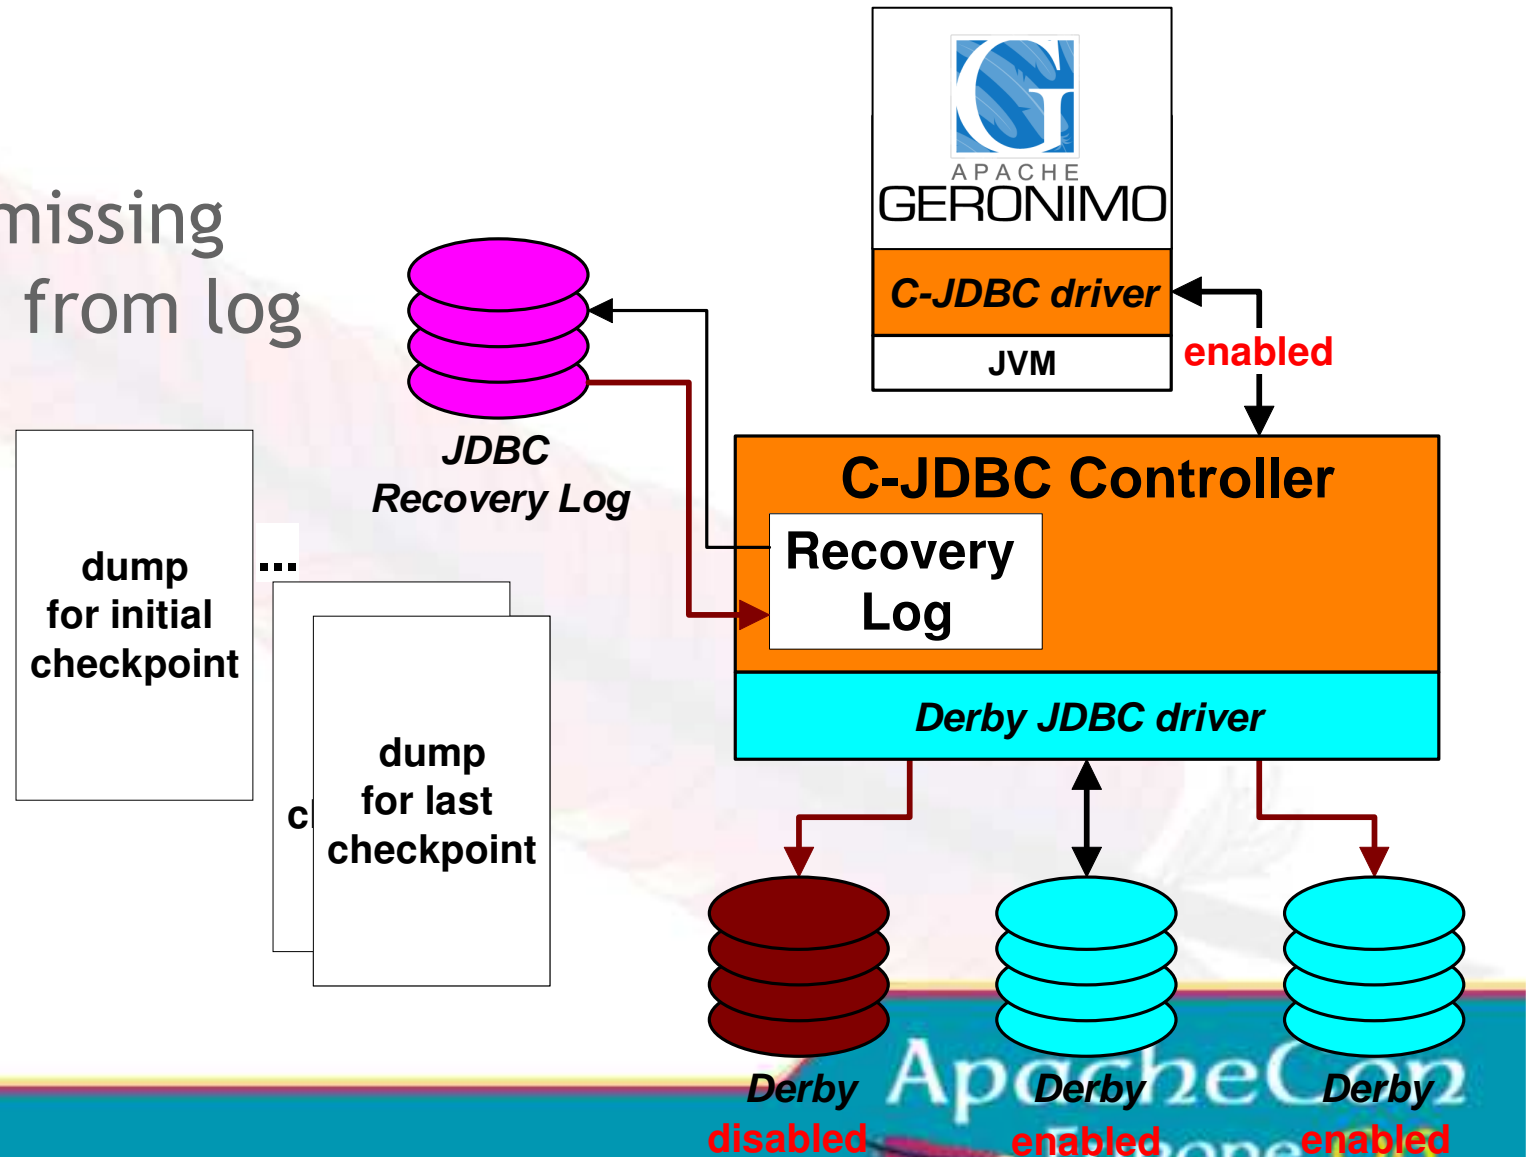 missing
from log
G
APACHE
GERONIMO
C-JDBC driver
JVM
enabled
JDBC
Recovery Log
C-JDBC Controller
Recovery
Log
Derby JDBC driver
dump
for initial
checkpoint
...
dump
for last
checkpoint
Derby
disabled
Derby
enabled
Derby
enabled
ApacheCon